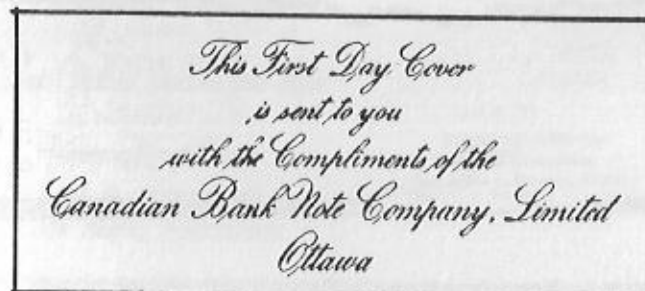 This First Day Cover
is sent to you
with the Compliments of the
Canadian Bank Note Company, Limited
Ottawa